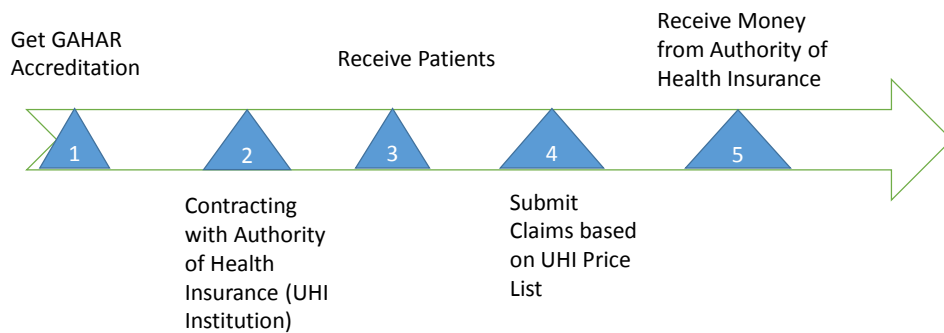 Get GAHAR
Accreditation
1
Contracting
with Authority
of Health
Insurance (UHI
Institution)
2
Receive Patients
3
Submit
Claims based
on UHI Price
List
4
Receive Money
from Authority of
Health Insurance
5